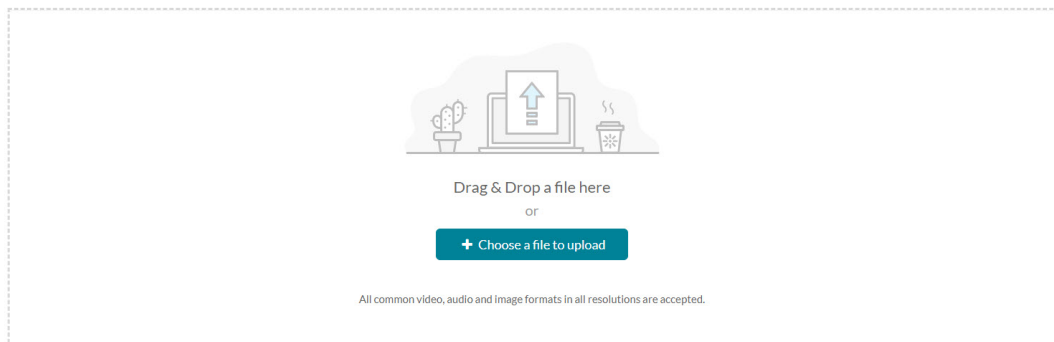 Drag & Drop a file here
or
+ Choose a file to upload
All common video, audio and image formats in all resolutions are accepted.